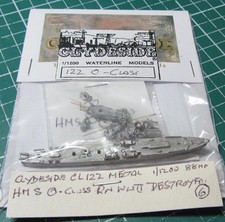 CLYDESIDE
1/1200 WATERLINE MODELS
122 O-CLASS
HMS
CLYDESIDE CL122 METAL 1/1200
HMS O-CLASS RN WWII DESTROYER
6